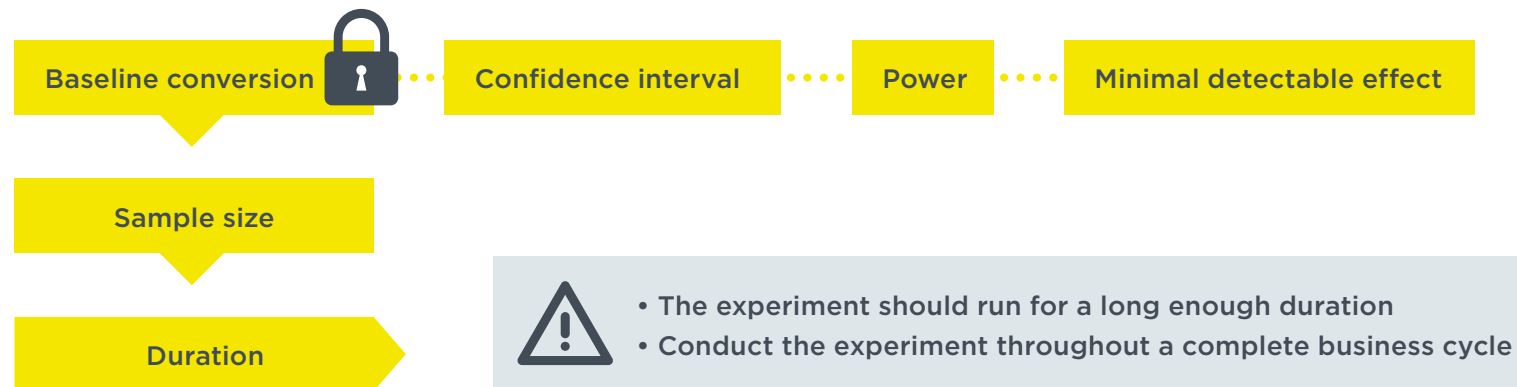 Baseline conversion
Confidence interval
Power
Minimal detectable effect
Sample size
Duration
• The experiment should run for a long enough duration
• Conduct the experiment throughout a complete business cycle